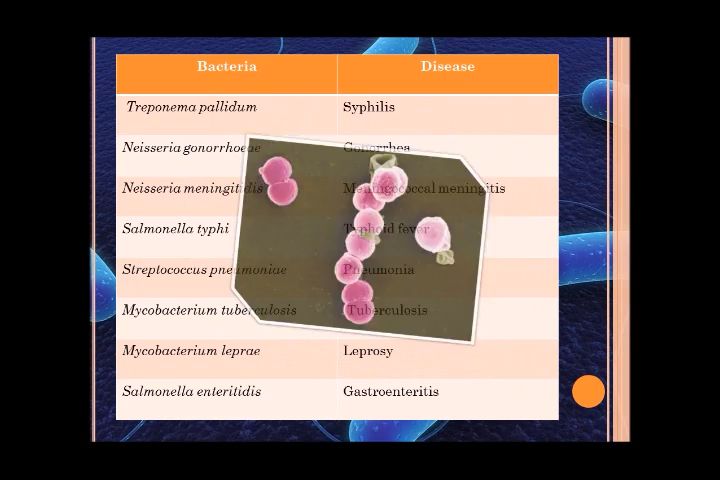 Bacteria Disease
Treponema pallidum Syphilis
Neisseria gonorrhoeae Gonorrhea
Neisseria meningitidis Meningococcal meningitis
Salmonella typhi Typhoid fever
Streptococcus pneumoniae Pneumonia
Mycobacterium tuberculosis Tuberculosis
Mycobacterium leprae Leprosy
Salmonella enteritidis Gastroenteritis